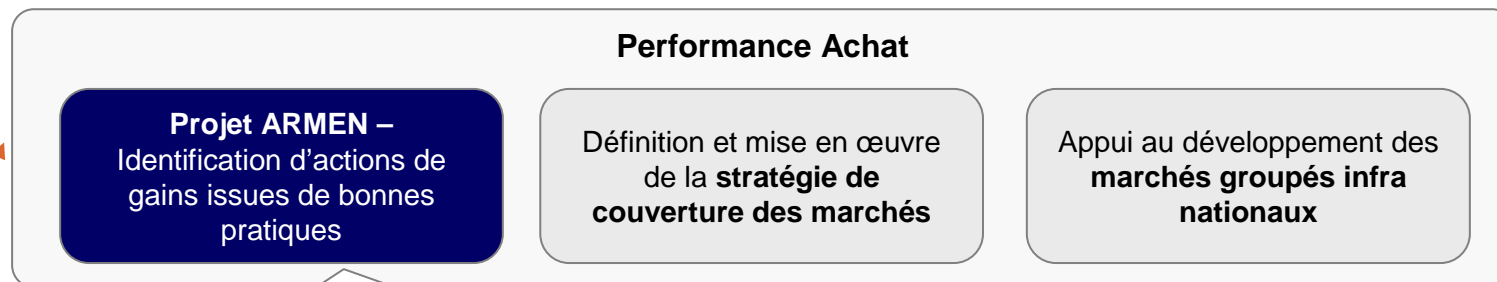 Performance Achat
Projet ARMEN –
Identification d’actions de
gains issues de bonnes
pratiques
Définition et mise en œuvre
de la stratégie de
couverture des marchés
Appui au développement des
marchés groupés infra
nationaux